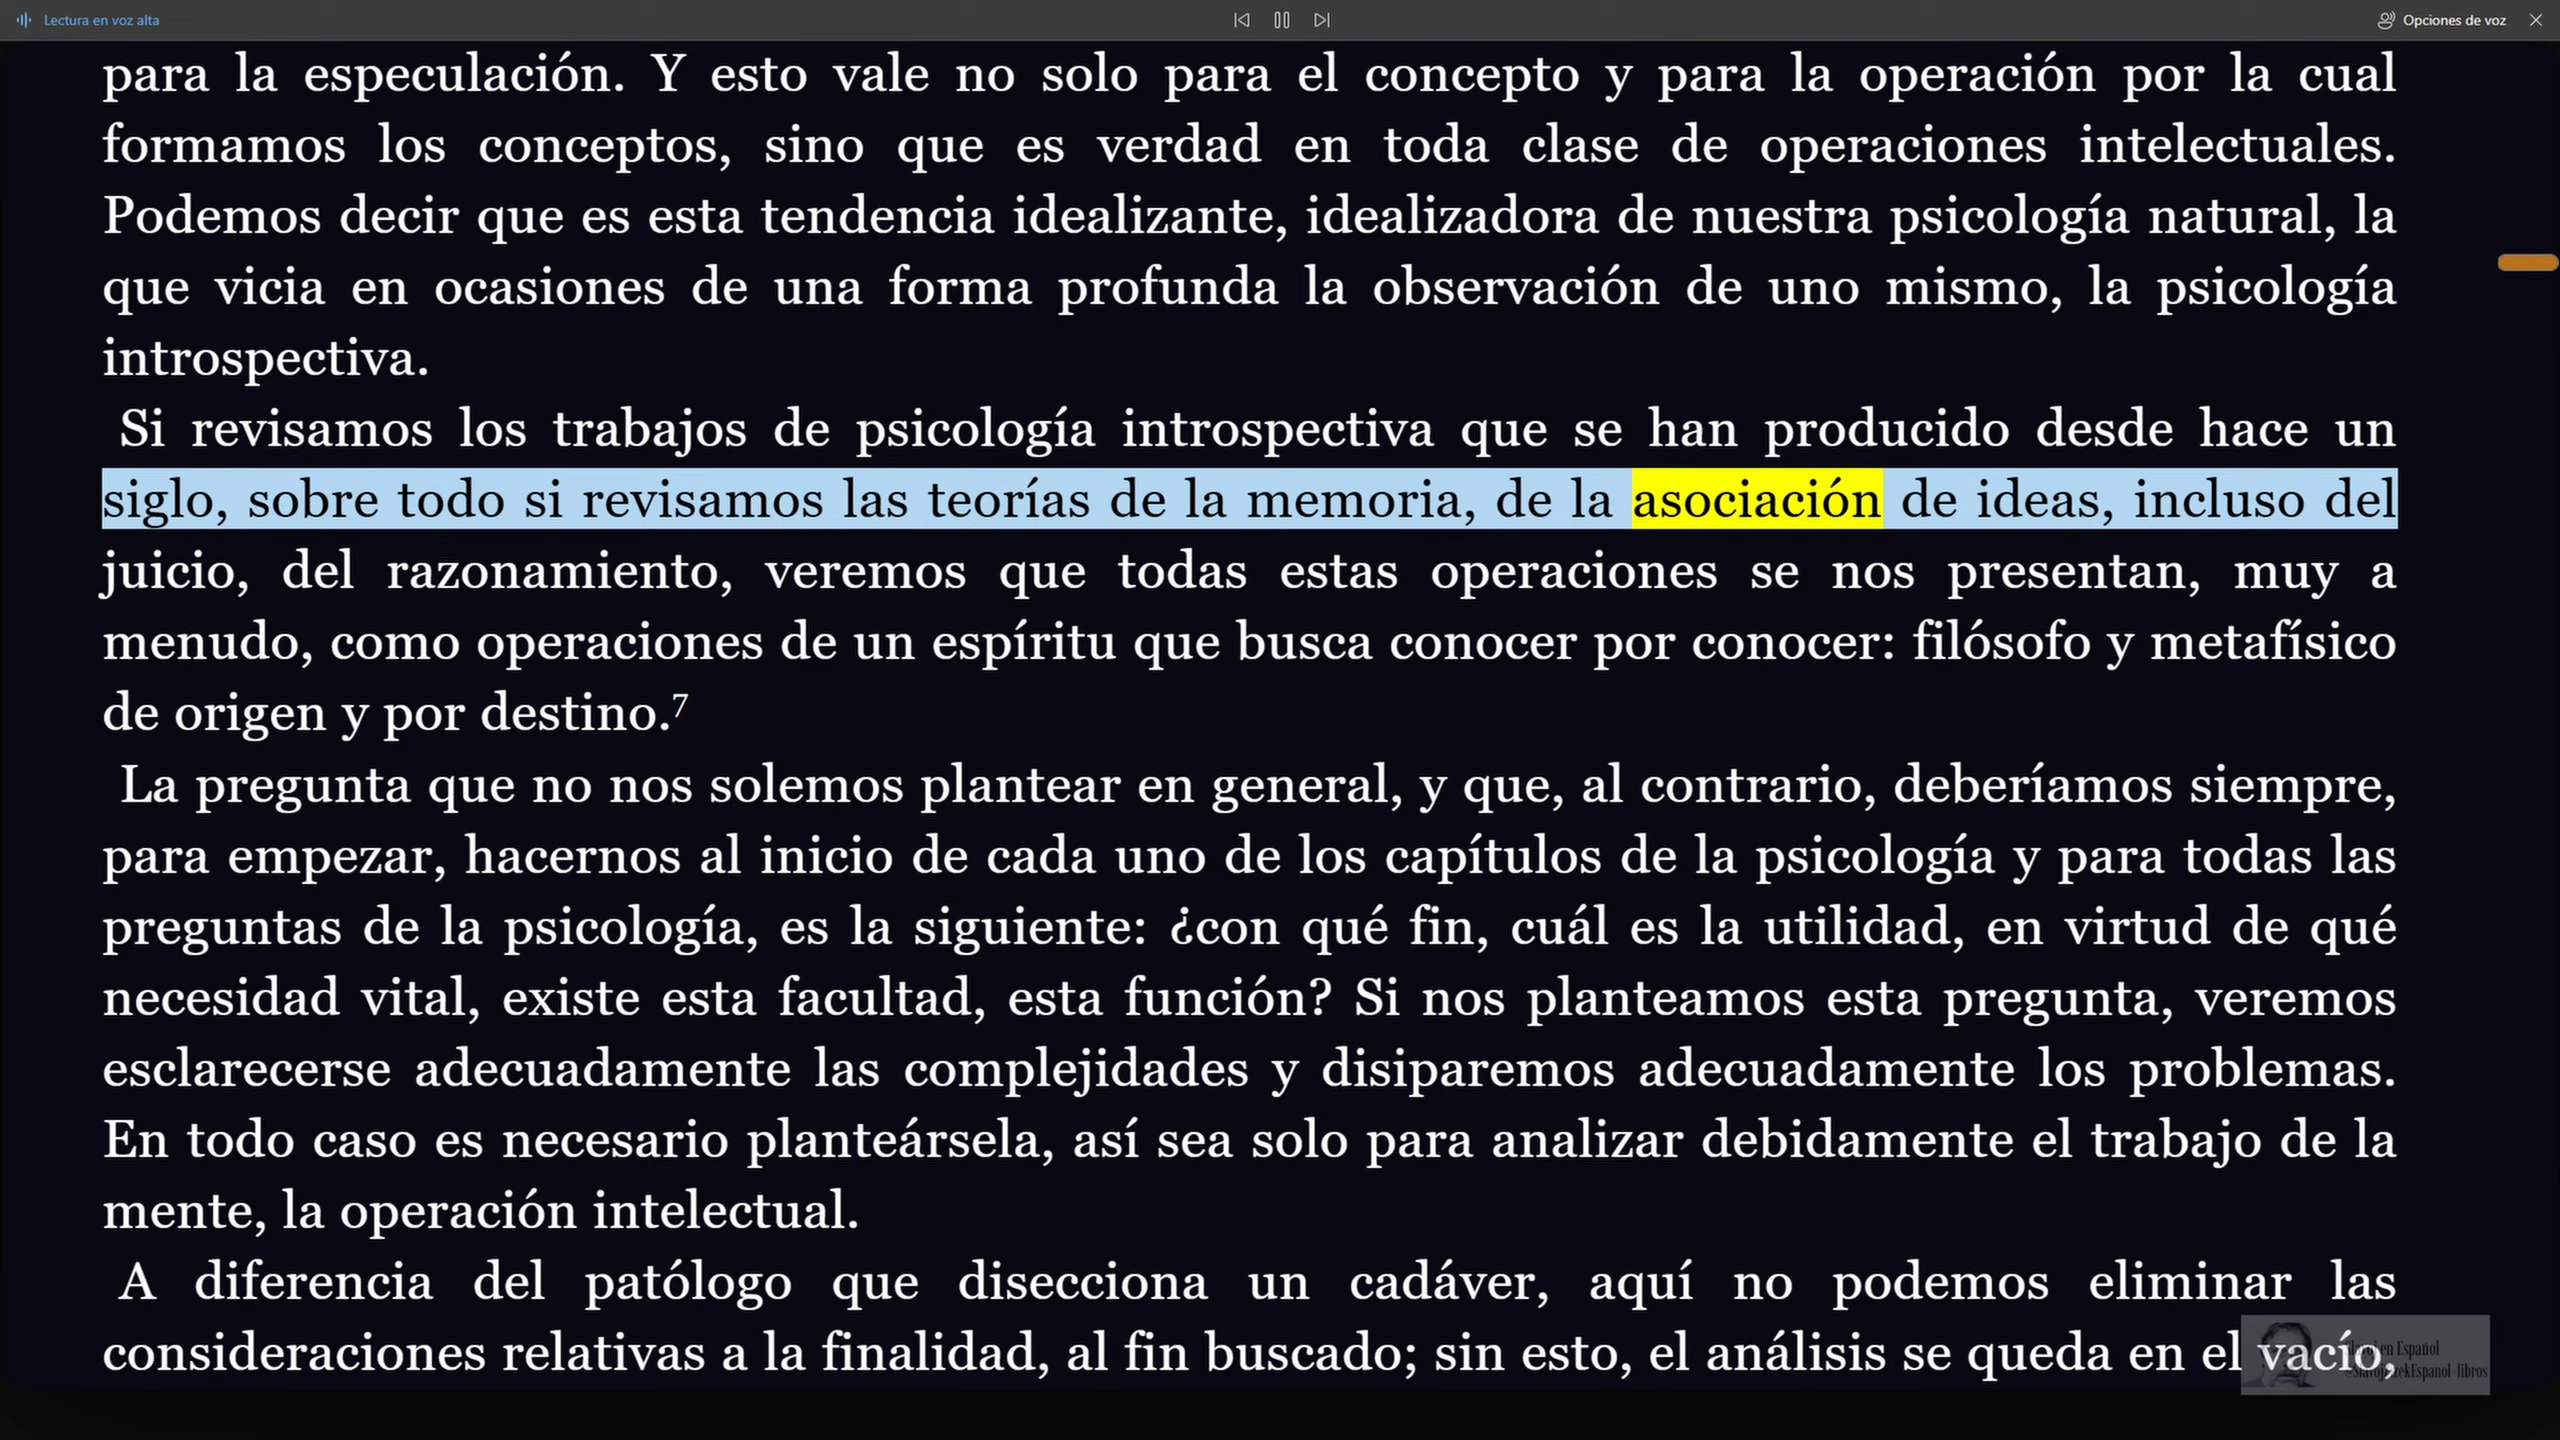 Lectura en voz alta
Opciones de voz
para la especulación. Y esto vale no solo para el concepto y para la operación por la cual
formamos los conceptos, sino que es verdad en toda clase de operaciones intelectuales.
Podemos decir que es esta tendencia idealizante, idealizadora de nuestra psicología natural, la
que vicia en ocasiones de una forma profunda la observación de uno mismo, la psicología
introspectiva.
Si revisamos los trabajos de psicología introspectiva que se han producido desde hace un
siglo, sobre todo si revisamos las teorías de la memoria, de la asociación de ideas, incluso del
juicio, del razonamiento, veremos que todas estas operaciones se nos presentan, muy a
menudo, como operaciones de un espíritu que busca conocer por conocer: filósofo y metafísico
de origen y por destino.⁷
La pregunta que no nos solemos plantear en general, y que, al contrario, deberíamos siempre,
para empezar, hacernos al inicio de cada uno de los capítulos de la psicología y para todas las
preguntas de la psicología, es la siguiente: ¿con qué fin, cuál es la utilidad, en virtud de qué
necesidad vital, existe esta facultad, esta función? Si nos planteamos esta pregunta, veremos
esclarecerse adecuadamente las complejidades y disiparemos adecuadamente los problemas.
En todo caso es necesario planteársela, así sea solo para analizar debidamente el trabajo de la
mente, la operación intelectual.
A diferencia del patólogo que disecciona un cadáver, aquí no podemos eliminar las
consideraciones relativas a la finalidad, al fin buscado; sin esto, el análisis se queda en el vacío,
en Español